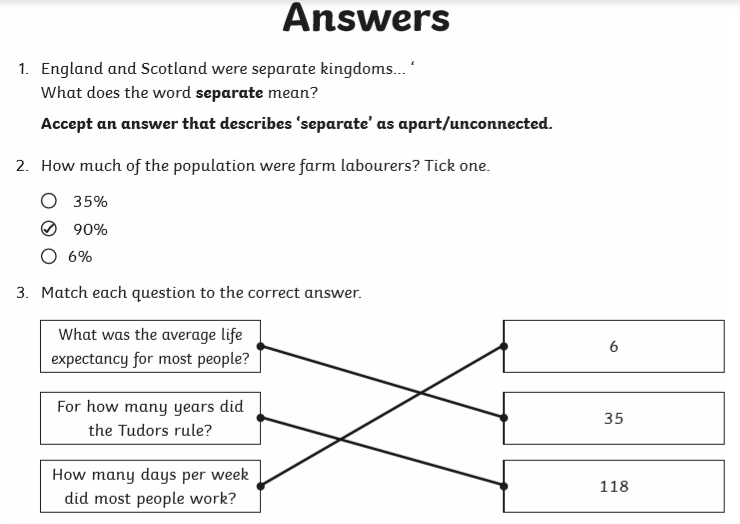 Answers
1. England and Scotland were separate kingdoms... ‘
What does the word separate mean?
Accept an answer that describes ‘separate’ as apart/unconnected.
2. How much of the population were farm labourers? Tick one.
35%
90%
6%
3. Match each question to the correct answer.
What was the average life
expectancy for most people?
6
For how many years did
the Tudors rule?
35
How many days per week
did most people work?
118